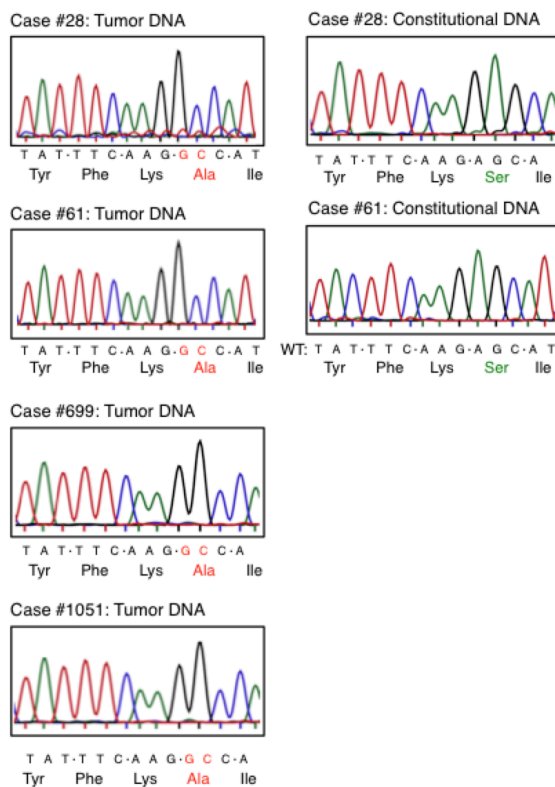 Case #28: Tumor DNA
T A T·T T C·A A G·G C C·A T
Tyr Phe Lys Ala Ile
Case #28: Constitutional DNA
T A T·T T C·A A G·A G C·A
Tyr Phe Lys Ser Ile
Case #61: Tumor DNA
T A T·T T C·A A G·G C C·A T
Tyr Phe Lys Ala Ile
Case #61: Constitutional DNA
WT: T A T·T T C·A A G·A G C·A T
Tyr Phe Lys Ser Ile
Case #699: Tumor DNA
T A T·T T C·A A G·G C C·A
Tyr Phe Lys Ala Ile
Case #1051: Tumor DNA
T A T·T T C·A A G·G C C·A
Tyr Phe Lys Ala Ile